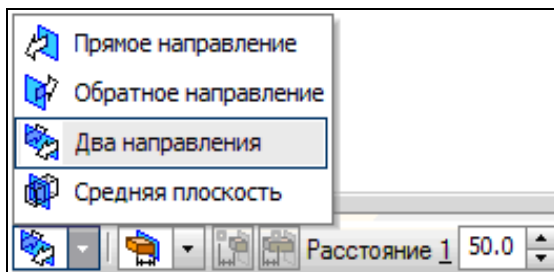 Прямое направление
Обратное направление
Два направления
Средняя плоскость
Расстояние 1 50.0